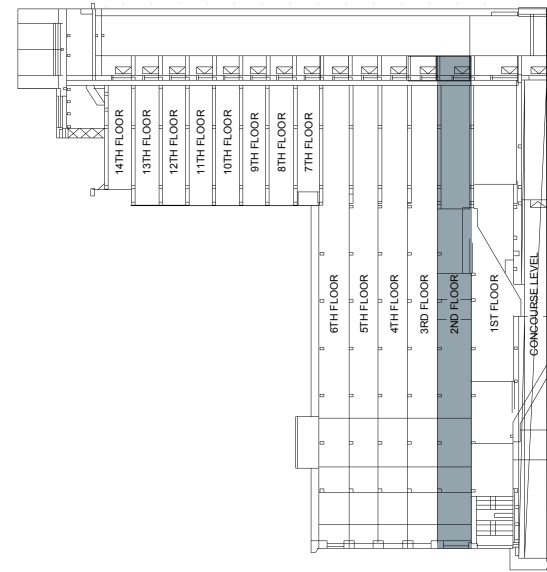 14TH FLOOR
13TH FLOOR
12TH FLOOR
11TH FLOOR
10TH FLOOR
9TH FLOOR
8TH FLOOR
7TH FLOOR
6TH FLOOR
5TH FLOOR
4TH FLOOR
3RD FLOOR
2ND FLOOR
1ST FLOOR
CONCOURSE LEVEL